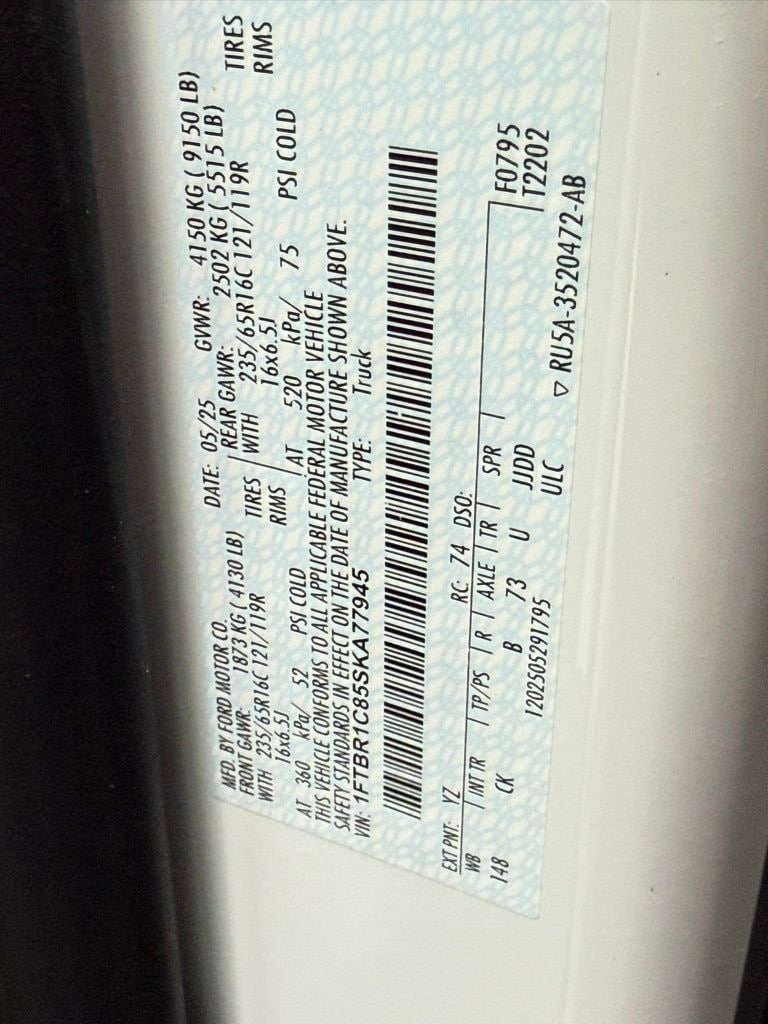 MFD. BY FORD MOTOR CO.
DATE: 05/25 GVWR: 4150 KG ( 9150 LB)
FRONT GAWR: 1873 KG ( 4130 LB) REAR GAWR: 2502 KG ( 5515 LB)
WITH 235/65R16C 121/119R TIRES WITH 235/65R16C 121/119R TIRES
16x6.5J RIMS 16x6.5J RIMS
AT 360 kPa/ 52 PSI COLD AT 520 kPa/ 75 PSI COLD
THIS VEHICLE CONFORMS TO ALL APPLICABLE FEDERAL MOTOR VEHICLE
SAFETY STANDARDS IN EFFECT ON THE DATE OF MANUFACTURE SHOWN ABOVE.
VIN: 1FTBR1C85SKA77945 TYPE: Truck
EXT PNT: YZ RC: 74 DSO: F0795
WB INT TR TP/PS R AXLE TR SPR T2202
148 CK B 73 U JJDD
1202505291795 ULC ▽ RU5A-3520472-AB